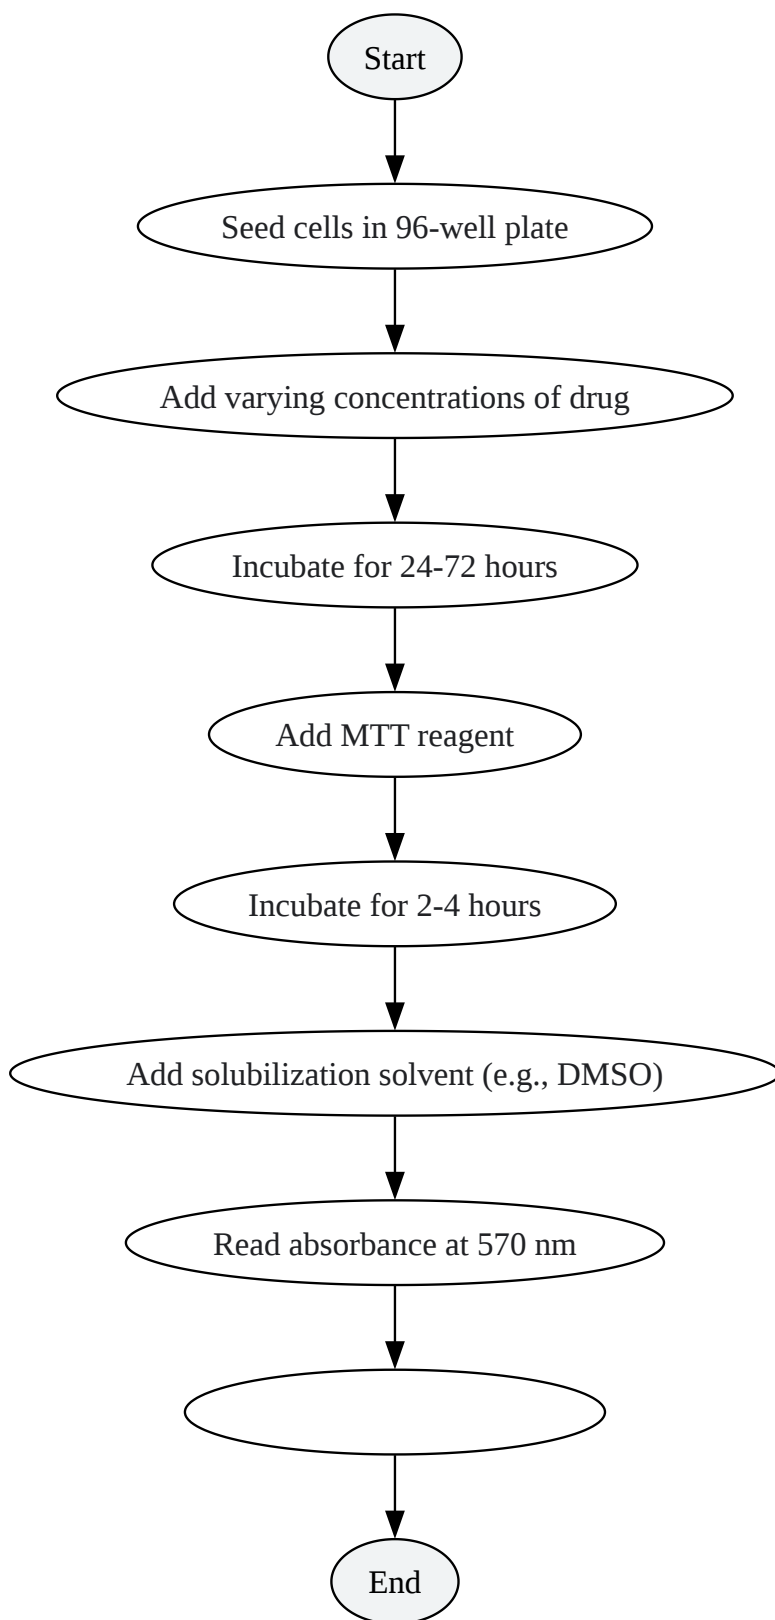 Start
Seed cells in 96-well plate
Add varying concentrations of drug
Incubate for 24-72 hours
Add MTT reagent
Incubate for 2-4 hours
Add solubilization solvent (e.g., DMSO)
Read absorbance at 570 nm
End